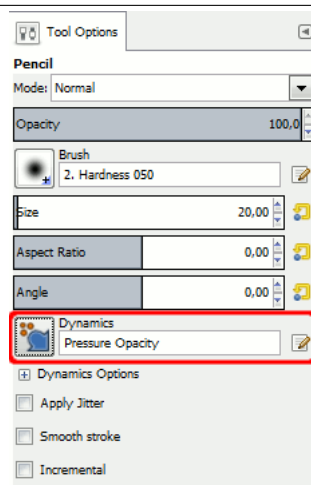 Tool Options
Pencil
Mode: Normal
Opacity 100,0
Brush
2. Hardness 050
Size 20,00
Aspect Ratio 0,00
Angle 0,00
Dynamics
Pressure Opacity
Dynamics Options
Apply Jitter
Smooth stroke
Incremental